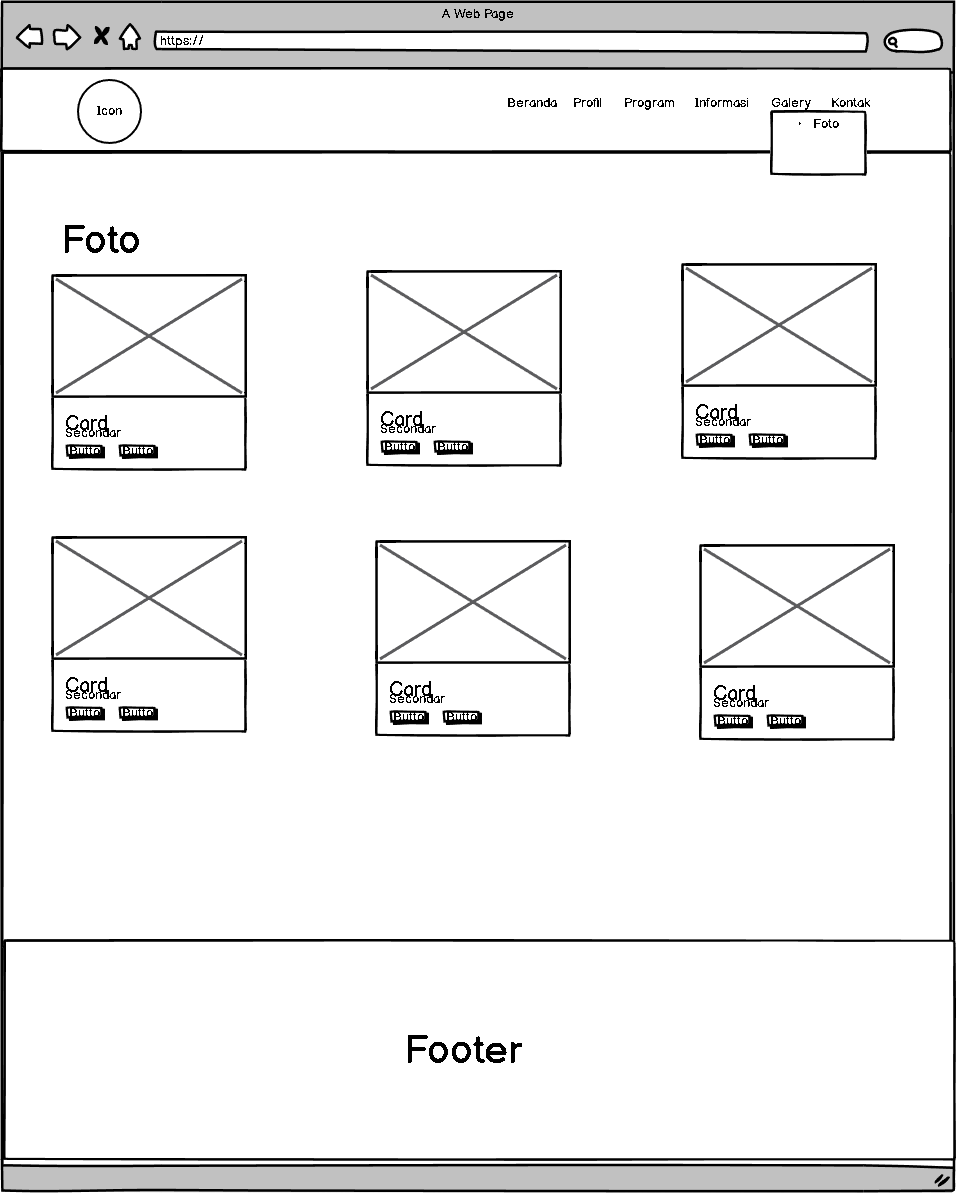 A Web Page
https://
Icon
Beranda Profil Program Informasi Galery Kontak
Foto
Foto
Card
Secondar
Butto Butto
Card
Secondar
Butto Butto
Card
Secondar
Butto Butto
Card
Secondar
Butto Butto
Card
Secondar
Butto Butto
Card
Secondar
Butto Butto
Footer